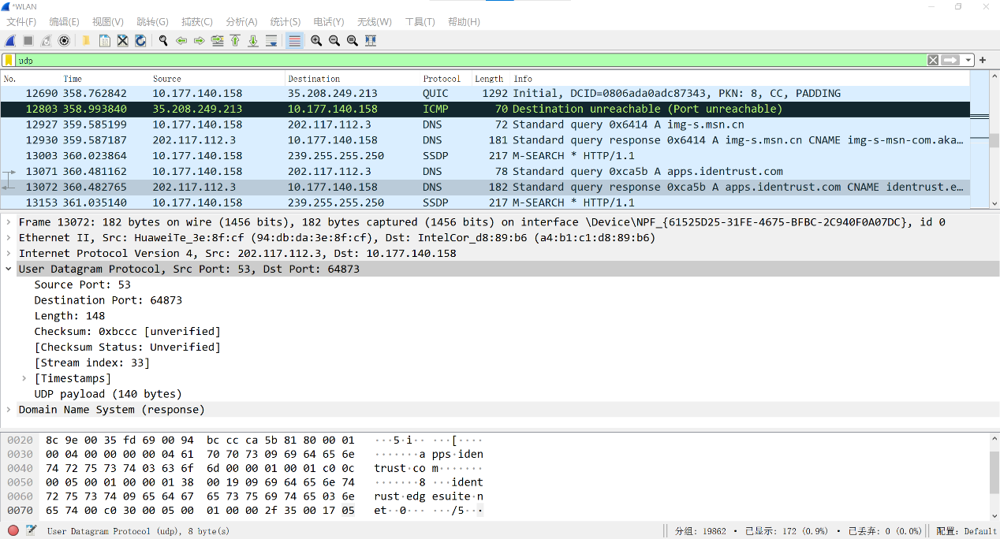 *WLAN
文件(F) 编辑(E) 视图(V) 跳转(G) 捕获(C) 分析(A) 统计(S) 电话(Y) 无线(W) 工具(T) 帮助(H)
udp
No. Time Source Destination Protocol Length Info
12690 358.762842 10.177.140.158 35.208.249.213 QUIC 1292 Initial, DCID=0806ada0adc87343, PKN: 8, CC, PADDING
12803 358.993840 35.208.249.213 10.177.140.158 ICMP 70 Destination unreachable (Port unreachable)
12927 359.585199 10.177.140.158 202.117.112.3 DNS 72 Standard query 0x6414 A img-s.msn.cn
12930 359.587187 202.117.112.3 10.177.140.158 DNS 181 Standard query response 0x6414 A img-s.msn.cn CNAME img-s-msn-com.aka…
13003 360.023864 10.177.140.158 239.255.255.250 SSDP 217 M-SEARCH * HTTP/1.1
13071 360.481162 10.177.140.158 202.117.112.3 DNS 78 Standard query 0xca5b A apps.identrust.com
13072 360.482765 202.117.112.3 10.177.140.158 DNS 182 Standard query response 0xca5b A apps.identrust.com CNAME identrust.e…
13153 361.035140 10.177.140.158 239.255.255.250 SSDP 217 M-SEARCH * HTTP/1.1
Frame 13072: 182 bytes on wire (1456 bits), 182 bytes captured (1456 bits) on interface \Device\NPF_{61525D25-31FE-4675-BFBC-2C940F0A07DC}, id 0
Ethernet II, Src: HuaweiTe_3e:8f:cf (94:db:da:3e:8f:cf), Dst: IntelCor_d8:89:b6 (a4:b1:c1:d8:89:b6)
Internet Protocol Version 4, Src: 202.117.112.3, Dst: 10.177.140.158
User Datagram Protocol, Src Port: 53, Dst Port: 64873
Source Port: 53
Destination Port: 64873
Length: 148
Checksum: 0xbccc [unverified]
[Checksum Status: Unverified]
[Stream index: 33]
[Timestamps]
UDP payload (140 bytes)
Domain Name System (response)
0020 8c 9e 00 35 fd 69 00 94 bc cc ca 5b 81 80 00 01 ···5·i·· ···[····
0030 00 04 00 00 00 00 04 61 70 70 73 09 69 64 65 6e ·······a pps·iden
0040 74 72 75 73 74 03 63 6f 6d 00 00 01 00 01 c0 0c trust·co m·······
0050 00 05 00 01 00 00 01 38 00 19 09 69 64 65 6e 74 ·······8 ···ident
0060 72 75 73 74 09 65 64 67 65 73 75 69 74 65 03 6e rust·edg esuite·n
0070 65 74 00 c0 30 00 05 00 01 00 00 2f 35 00 17 05 et··0··· ···/5···
User Datagram Protocol (udp), 8 byte(s) 分组: 19862 · 已显示: 172 (0.9%) · 已丢弃: 0 (0.0%) 配置: Default